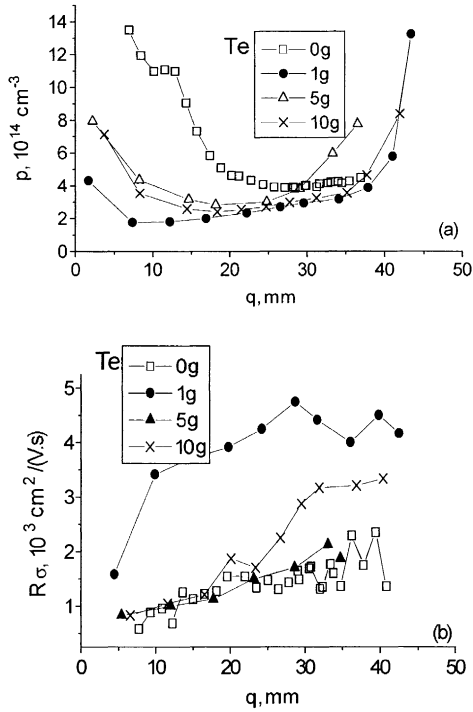 Te
0g
1g
5g
10g
14
12
10
8
6
4
2
0
p, 10¹⁴ cm⁻³
(a)
0 10 20 30 40 50
q, mm
Te
0g
1g
5g
10g
5
4
3
2
1
Rσ, 10³ cm²/(V.s)
(b)
0 10 20 30 40 50
q, mm